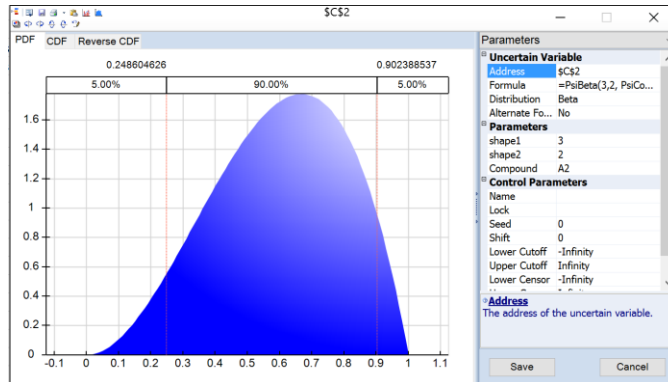 $C$2
PDF CDF Reverse CDF
0.248604626 0.902388537
5.00% 90.00% 5.00%
1.6
1.4
1.2
1
0.8
0.6
0.4
0.2
0
-0.1 0 0.1 0.2 0.3 0.4 0.5 0.6 0.7 0.8 0.9 1 1.1
Parameters
Uncertain Variable
Address $C$2
Formula =PsiBeta(3,2, PsiCo...
Distribution Beta
Alternate Fo... No
Parameters
shape1 3
shape2 2
Compound A2
Control Parameters
Name
Lock
Seed 0
Shift 0
Lower Cutoff -Infinity
Upper Cutoff Infinity
Lower Censor -Infinity
Address
The address of the uncertain variable.
Save Cancel